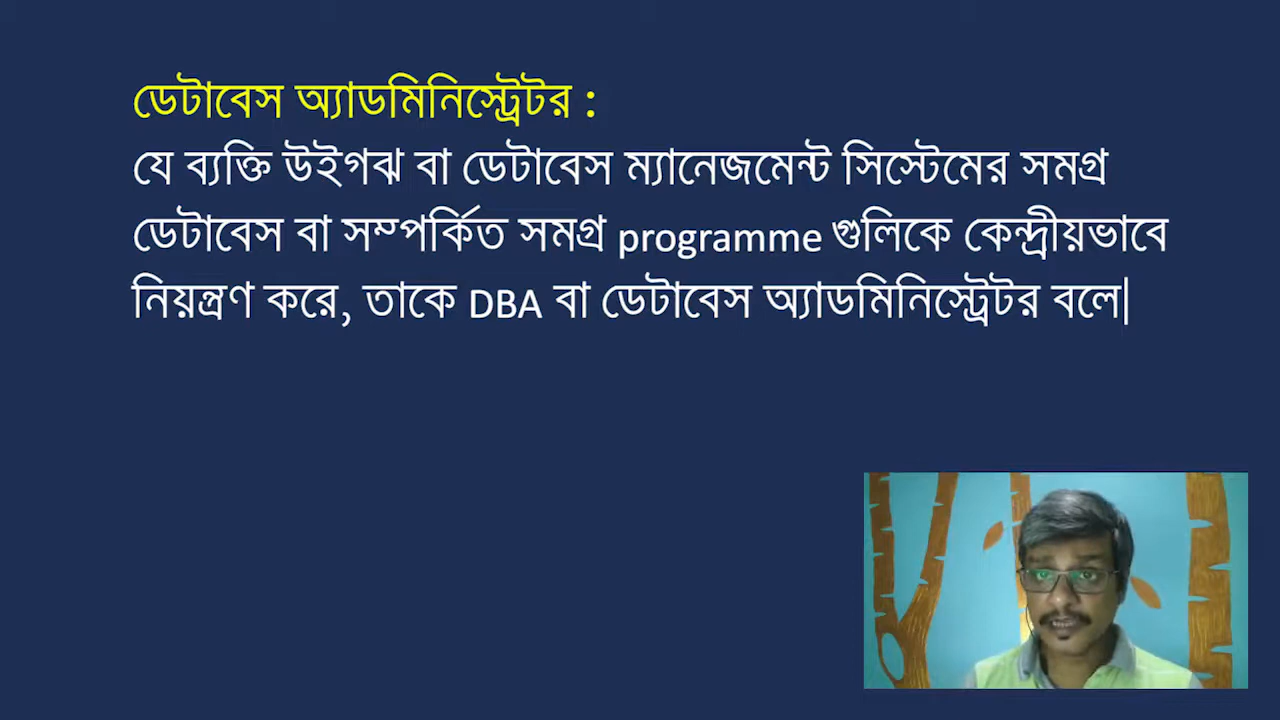 ডেটাবেস অ্যাডমিনিস্ট্রেটর :
যে ব্যক্তি উইগঝ বা ডেটাবেস ম্যানেজমেন্ট সিস্টেমের সমগ্র
ডেটাবেস বা সম্পর্কিত সমগ্র programme গুলিকে কেন্দ্রীয়ভাবে
নিয়ন্ত্রণ করে, তাকে DBA বা ডেটাবেস অ্যাডমিনিস্ট্রেটর বলে|